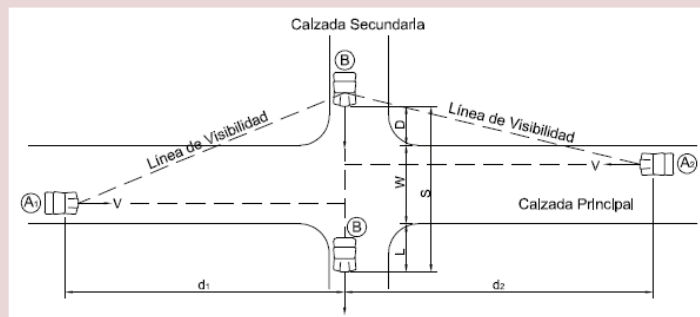 Calzada Secundaria
B
Línea de Visibilidad
Línea de Visibilidad
D
A1
V
W
S
V
A2
Calzada Principal
B
L
d1
d2